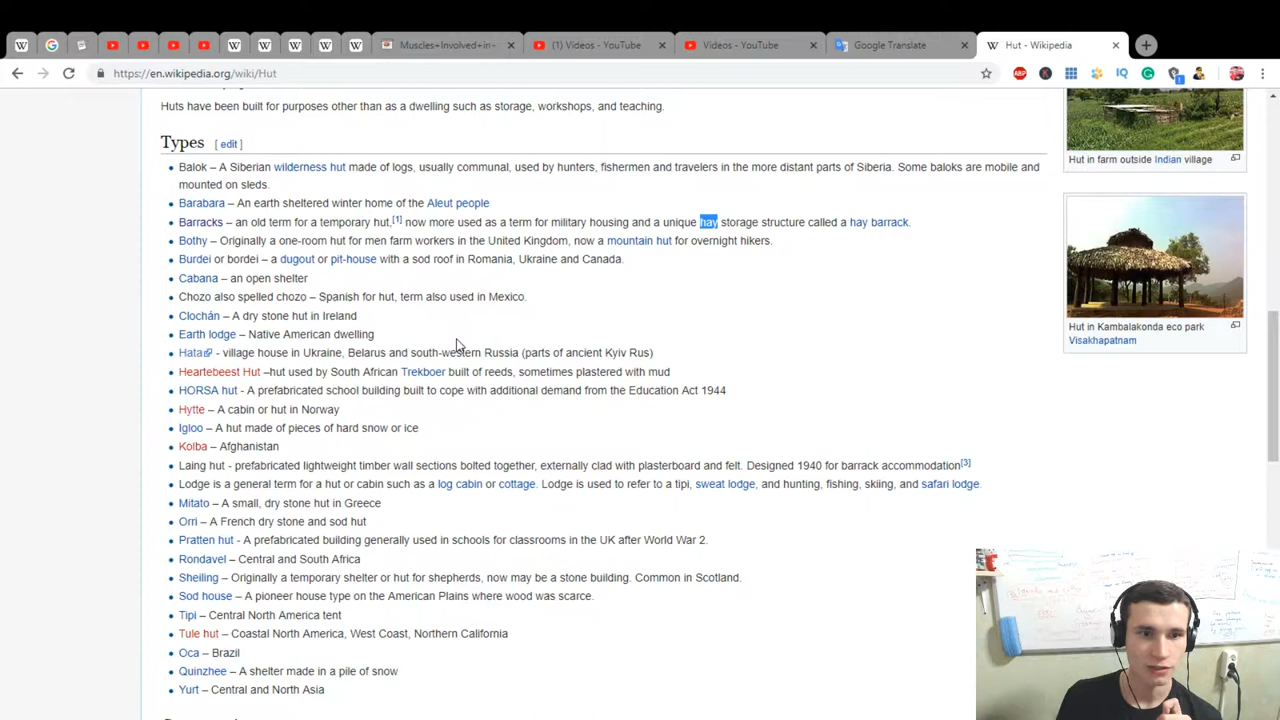 Muscles+Involved+in+
(1) Videos - YouTube
Videos - YouTube
Google Translate
Hut - Wikipedia
https://en.wikipedia.org/wiki/Hut
Huts have been built for purposes other than as a dwelling such as storage, workshops, and teaching.
Types [ edit ]
Balok – A Siberian wilderness hut made of logs, usually communal, used by hunters, fishermen and travelers in the more distant parts of Siberia. Some baloks are mobile and
mounted on sleds.
Barabara – An earth sheltered winter home of the Aleut people
Barracks – an old term for a temporary hut,[1] now more used as a term for military housing and a unique hay storage structure called a hay barrack.
Bothy – Originally a one-room hut for men farm workers in the United Kingdom, now a mountain hut for overnight hikers.
Burdei or bordei – a dugout or pit-house with a sod roof in Romania, Ukraine and Canada.
Cabana – an open shelter
Chozo also spelled chozo – Spanish for hut, term also used in Mexico.
Clochán – A dry stone hut in Ireland
Earth lodge – Native American dwelling
Hata - village house in Ukraine, Belarus and south-western Russia (parts of ancient Kyiv Rus)
Heartebeest Hut –hut used by South African Trekboer built of reeds, sometimes plastered with mud
HORSA hut - A prefabricated school building built to cope with additional demand from the Education Act 1944
Hytte – A cabin or hut in Norway
Igloo – A hut made of pieces of hard snow or ice
Kolba – Afghanistan
Laing hut - prefabricated lightweight timber wall sections bolted together, externally clad with plasterboard and felt. Designed 1940 for barrack accommodation[3]
Lodge is a general term for a hut or cabin such as a log cabin or cottage. Lodge is used to refer to a tipi, sweat lodge, and hunting, fishing, skiing, and safari lodge.
Mitato – A small, dry stone hut in Greece
Orri – A French dry stone and sod hut
Pratten hut - A prefabricated building generally used in schools for classrooms in the UK after World War 2.
Rondavel – Central and South Africa
Sheiling – Originally a temporary shelter or hut for shepherds, now may be a stone building. Common in Scotland.
Sod house – A pioneer house type on the American Plains where wood was scarce.
Tipi – Central North America tent
Tule hut – Coastal North America, West Coast, Northern California
Oca – Brazil
Quinzhee – A shelter made in a pile of snow
Yurt – Central and North Asia
Hut in farm outside Indian village
Hut in Kambalakonda eco park
Visakhapatnam